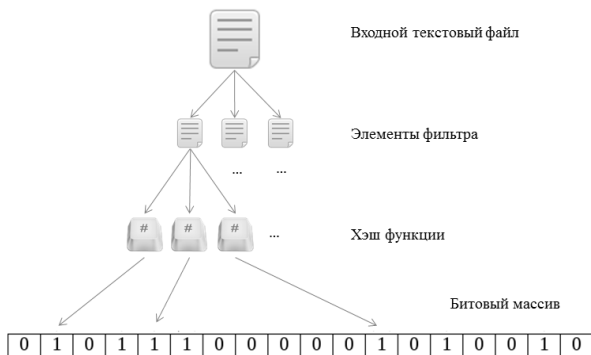 Входной текстовый файл
Элементы фильтра
... ...
# # # ...
Хэш функции
Битовый массив
0 1 0 1 1 1 0 0 0 0 0 1 0 1 0 0 1 0